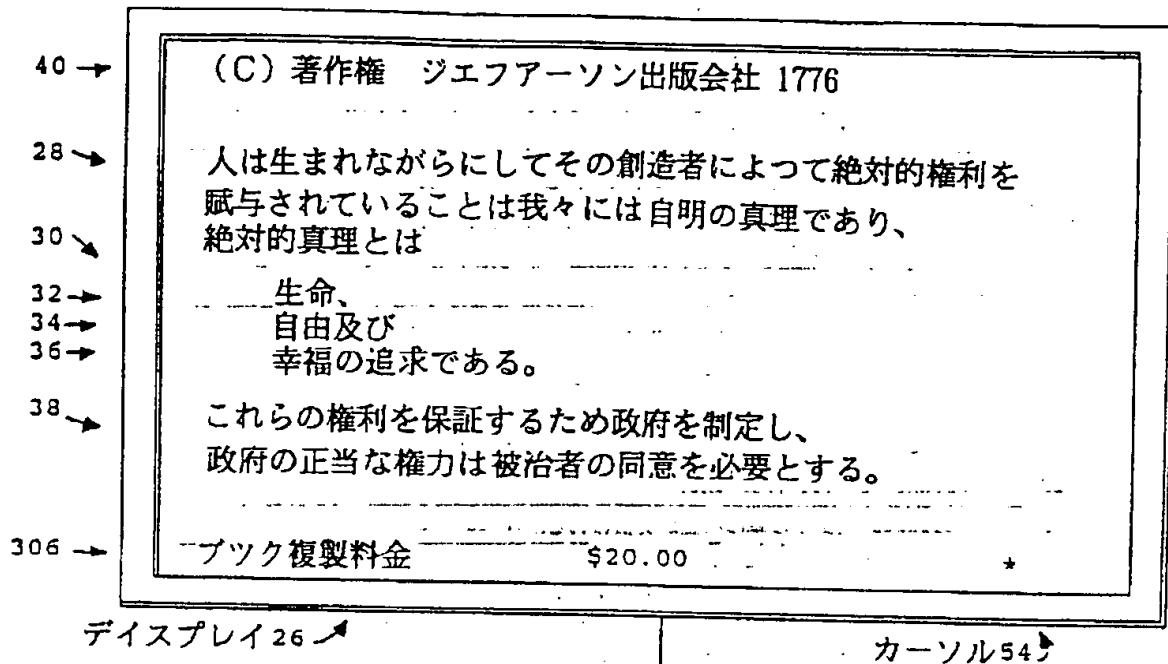 40 → (C)著作権　ジエフアーソン出版会社 1776
28 人は生まれながらにしてその創造者によつて絶対的権利を
賦与されていることは我々には自明の真理であり、
30 絶対的真理とは
32→ 生命、
34→ 自由及び
36→ 幸福の追求である。
38 これらの権利を保証するため政府を制定し、
政府の正当な権力は被治者の同意を必要とする。
306 → ブツク複製料金 $20.00 *
デイスプレイ26 カーソル54